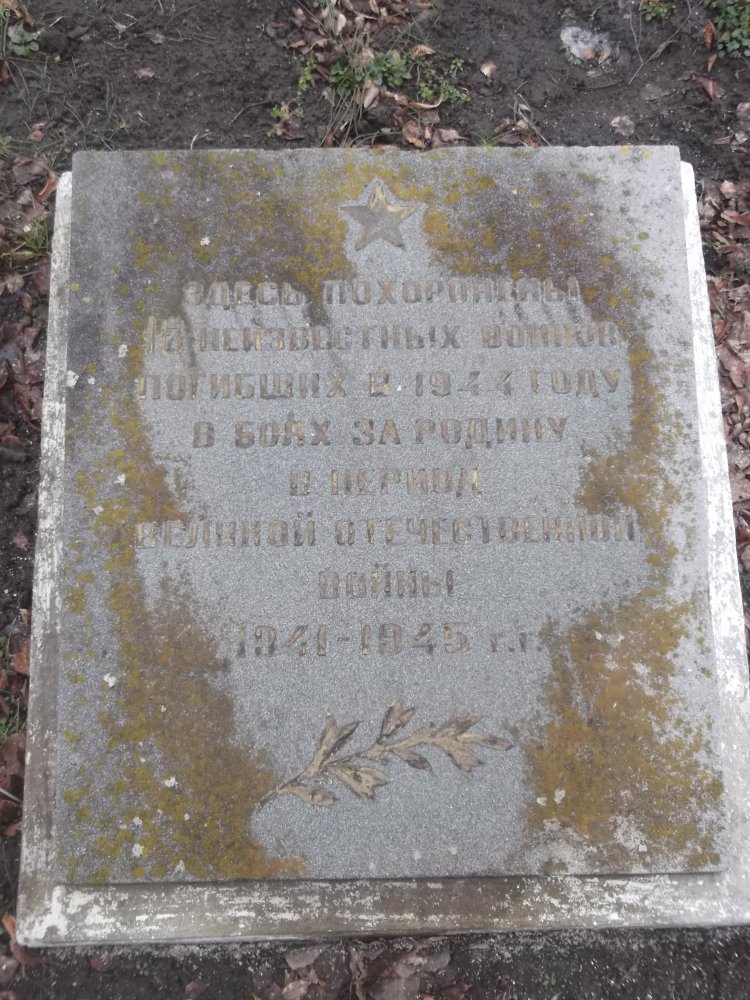 ЗДЕСЬ ПОХОРОНЕНЫ
НЕИЗВЕСТНЫХ ВОИНОВ,
ПОГИБШИХ В 1944 ГОДУ
В БОЯХ ЗА РОДИНУ
В ПЕРИОД
ВЕЛИКОЙ ОТЕЧЕСТВЕННОЙ
ВОЙНЫ
1941-1945 г.г.